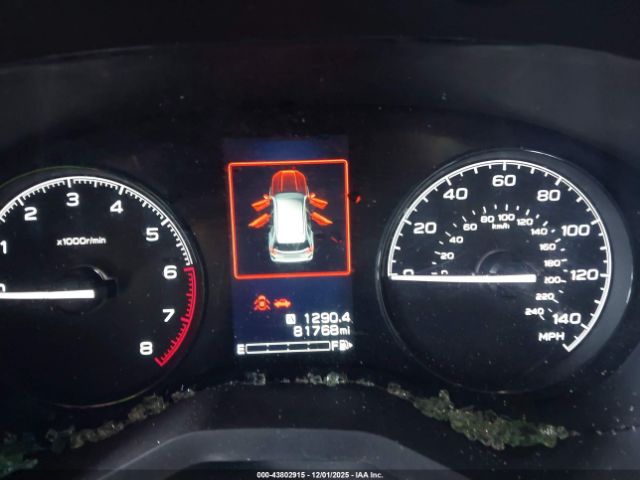 1 2 3 4 5 6 7 8
x1000r/min
A 1290.4
81768mi
E F
0 20 40 60 80 100 120 140
MPH
0 20 40 60 80 100 120 140 160 180 200 220 240
km/h
000-43802915 • 12/01/2025 • IAA Inc.